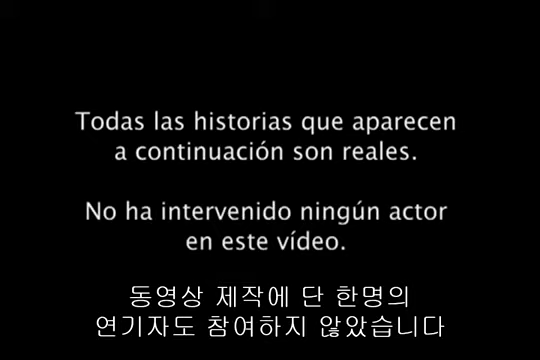 Todas las historias que aparecen
a continuación son reales.
No ha intervenido ningún actor
en este vídeo.
동영상 제작에 단 한명의
연기자도 참여하지 않았습니다